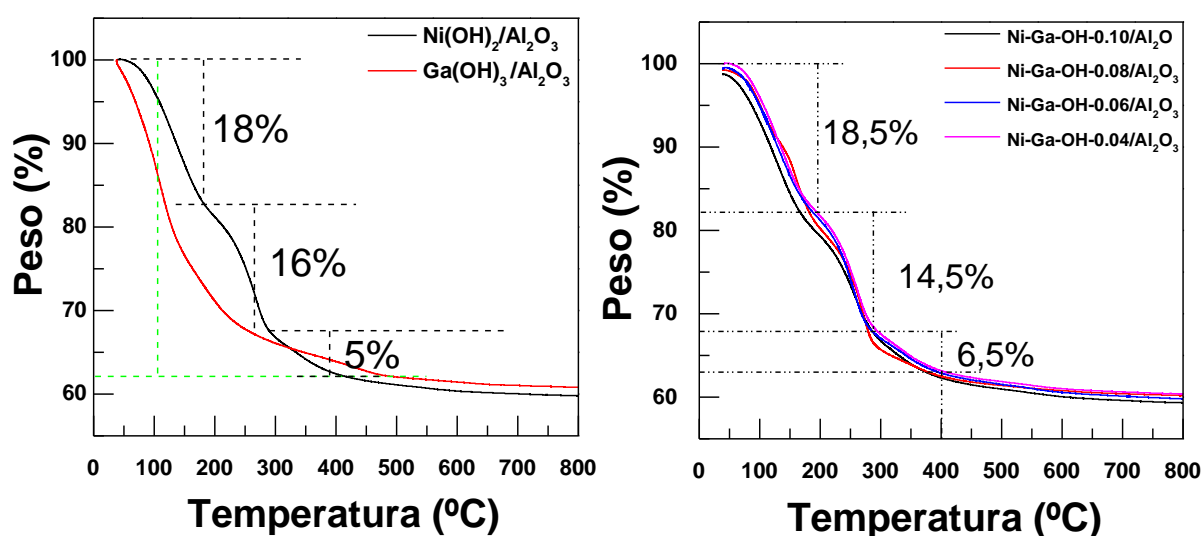 Ni(OH)₂/Al₂O₃
Ga(OH)₃/Al₂O₃
100
90
80
70
60
Peso (%)
18%
16%
5%
0 100 200 300 400 500 600 700 800
Temperatura (ºC)
Ni-Ga-OH-0.10/Al₂O
Ni-Ga-OH-0.08/Al₂O₃
Ni-Ga-OH-0.06/Al₂O₃
Ni-Ga-OH-0.04/Al₂O₃
100
90
80
70
60
Peso (%)
18,5%
14,5%
6,5%
0 100 200 300 400 500 600 700 800
Temperatura (ºC)